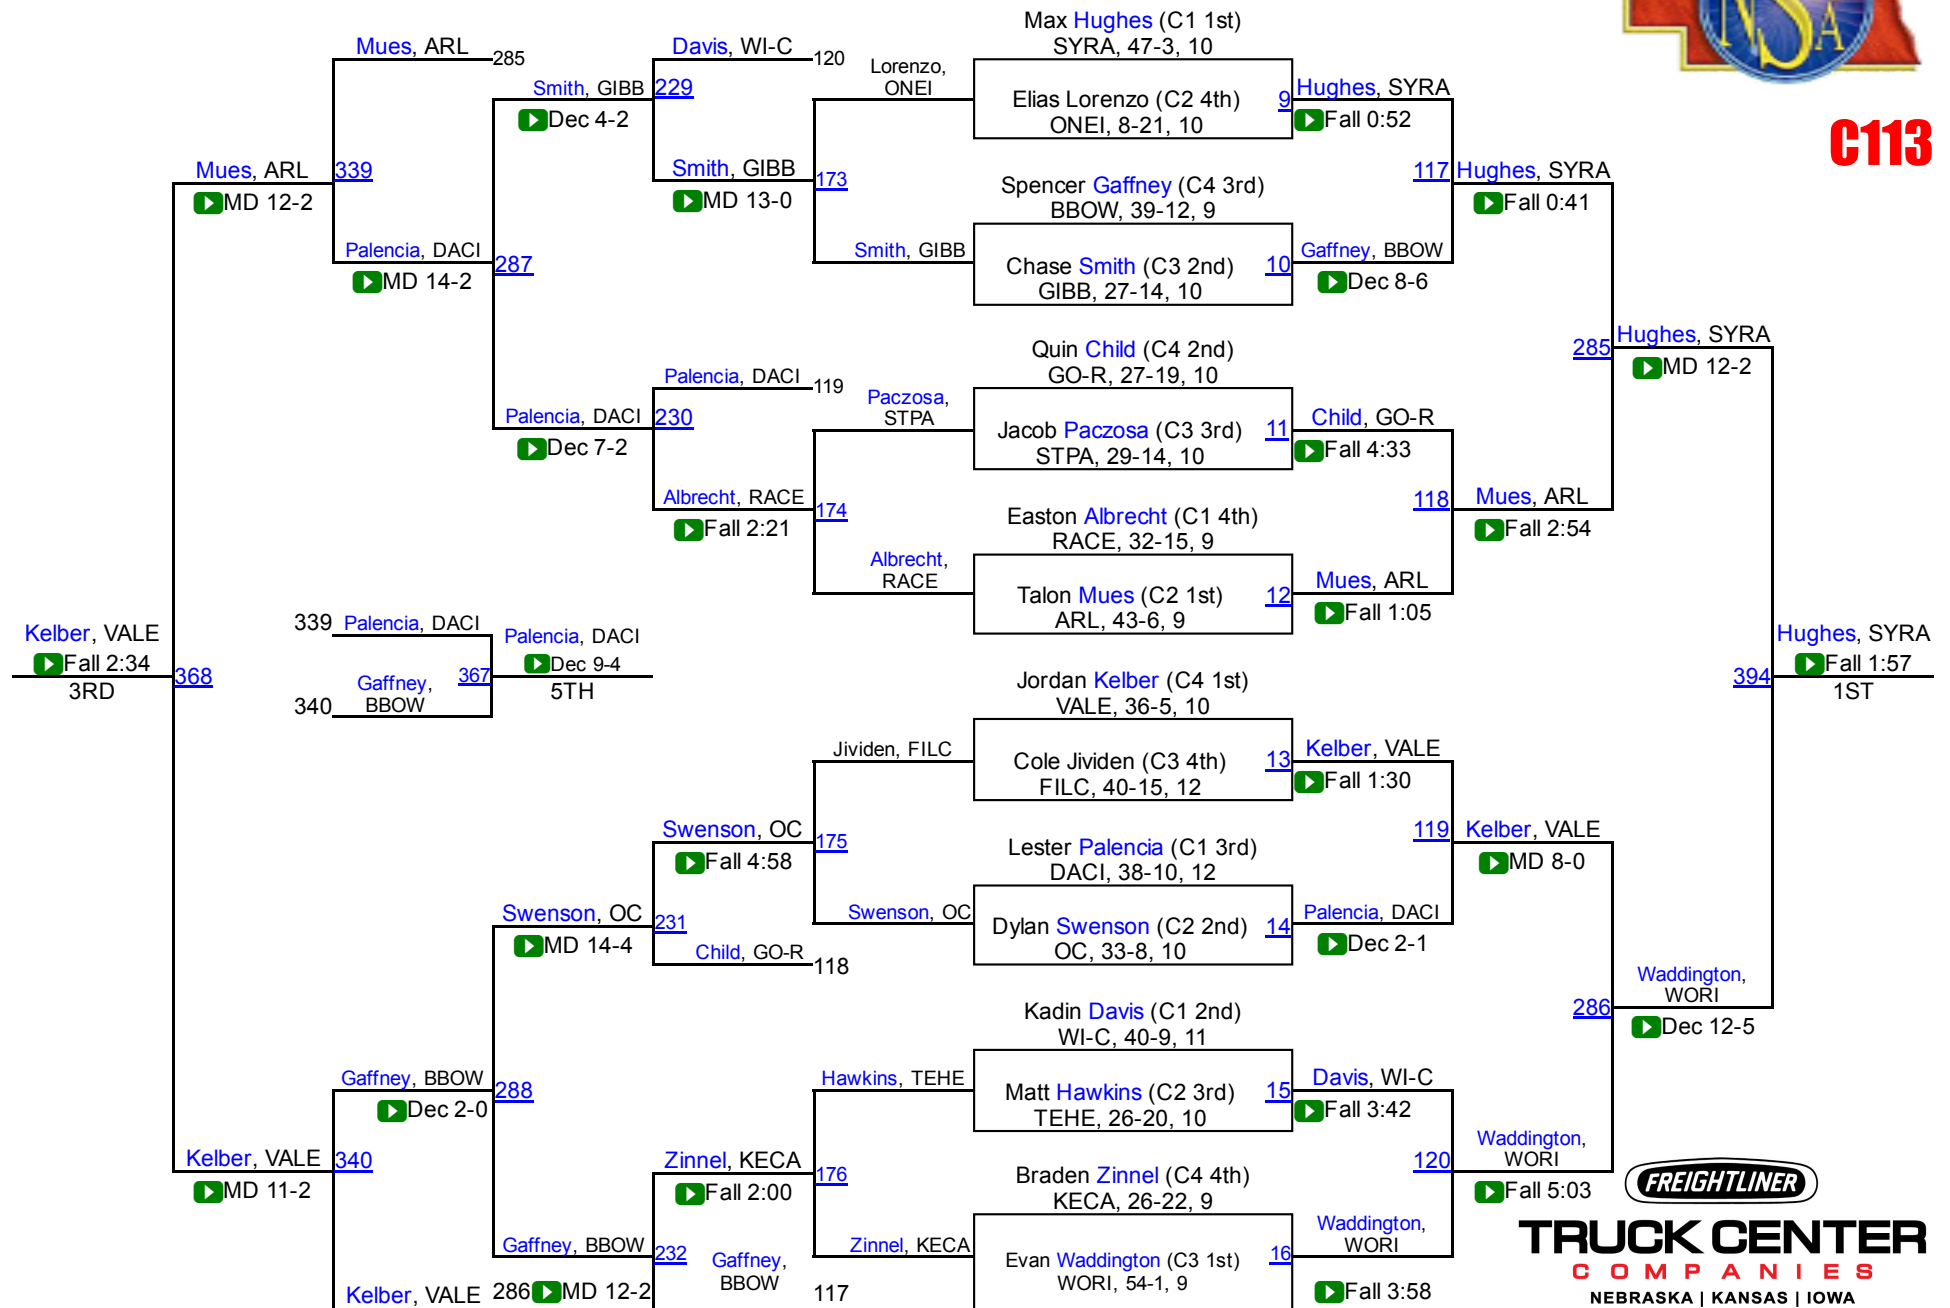 NSA
C113
Max Hughes (C1 1st)
SYRA, 47-3, 10
Elias Lorenzo (C2 4th)
ONEI, 8-21, 10
9
Spencer Gaffney (C4 3rd)
BBOW, 39-12, 9
Chase Smith (C3 2nd)
GIBB, 27-14, 10
10
Quin Child (C4 2nd)
GO-R, 27-19, 10
Jacob Paczosa (C3 3rd)
STPA, 29-14, 10
11
Easton Albrecht (C1 4th)
RACE, 32-15, 9
Talon Mues (C2 1st)
ARL, 43-6, 9
12
Jordan Kelber (C4 1st)
VALE, 36-5, 10
Cole Jividen (C3 4th)
FILC, 40-15, 12
13
Lester Palencia (C1 3rd)
DACI, 38-10, 12
Dylan Swenson (C2 2nd)
OC, 33-8, 10
14
Kadin Davis (C1 2nd)
WI-C, 40-9, 11
Matt Hawkins (C2 3rd)
TEHE, 26-20, 10
15
Braden Zinnel (C4 4th)
KECA, 26-22, 9
Evan Waddington (C3 1st)
WORI, 54-1, 9
16
Hughes, SYRA
Fall 0:52
117
Gaffney, BBOW
Dec 8-6
Child, GO-R
Fall 4:33
118
Mues, ARL
Fall 1:05
Kelber, VALE
Fall 1:30
119
Palencia, DACI
Dec 2-1
Davis, WI-C
Fall 3:42
120
Waddington,
WORI
Fall 3:58
Hughes, SYRA
Fall 0:41
285
Mues, ARL
Fall 2:54
Kelber, VALE
MD 8-0
286
Waddington,
WORI
Fall 5:03
Hughes, SYRA
MD 12-2
394
Waddington,
WORI
Dec 12-5
Hughes, SYRA
Fall 1:57
1ST
Lorenzo,
ONEI
173
Smith, GIBB
Paczosa,
STPA
174
Albrecht,
RACE
Jividen, FILC
175
Swenson, OC
Hawkins, TEHE
176
Zinnel, KECA
Davis, WI-C
120
229
Smith, GIBB
MD 13-0
Palencia, DACI
119
230
Albrecht, RACE
Fall 2:21
Swenson, OC
Fall 4:58
231
Child, GO-R
118
Zinnel, KECA
Fall 2:00
232
Gaffney,
BBOW
117
Smith, GIBB
Dec 4-2
287
Palencia, DACI
Dec 7-2
Swenson, OC
MD 14-4
288
Gaffney, BBOW
MD 12-2
Mues, ARL
285
339
Palencia, DACI
MD 14-2
Gaffney, BBOW
Dec 2-0
340
Kelber, VALE
286
Mues, ARL
MD 12-2
368
Kelber, VALE
MD 11-2
Kelber, VALE
Fall 2:34
3RD
339
Palencia, DACI
367
340
Gaffney,
BBOW
Palencia, DACI
Dec 9-4
5TH
FREIGHTLINER
TRUCK CENTER
COMPANIES
NEBRASKA | KANSAS | IOWA